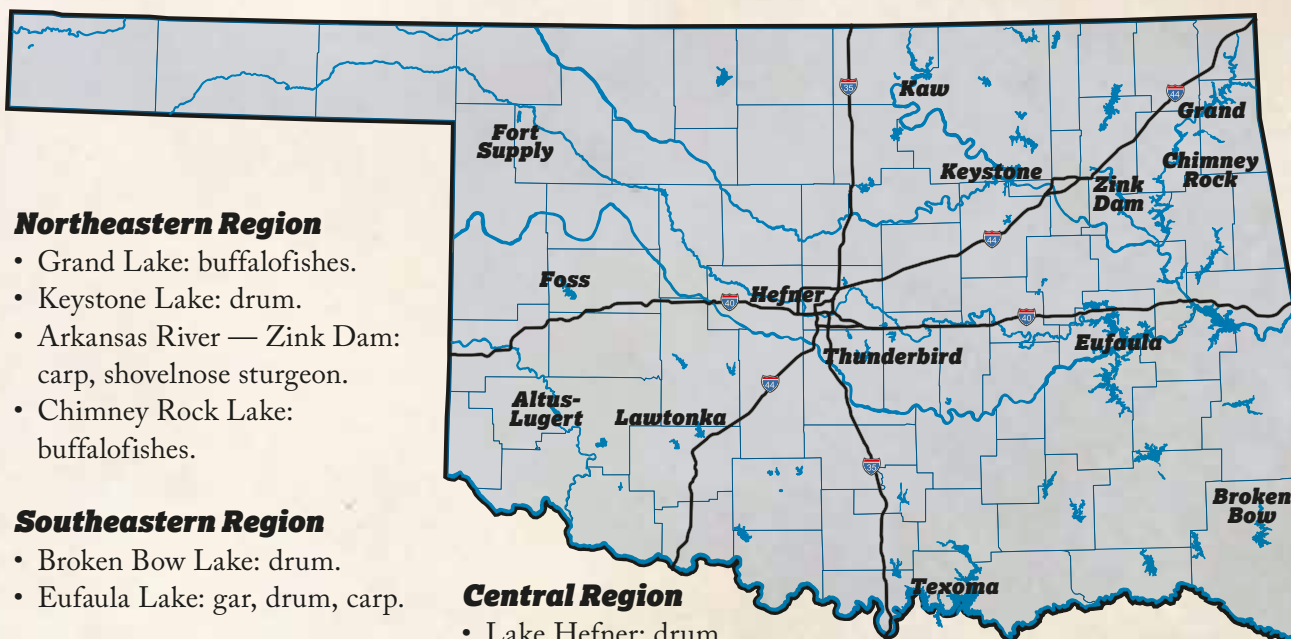 Kaw
35
44
Grand
Fort
Supply
Keystone
Chimney
Rock
Zink
Dam
44
Northeastern Region
• Grand Lake: buffalofishes.
• Keystone Lake: drum.
• Arkansas River — Zink Dam:
carp, shovelnose sturgeon.
• Chimney Rock Lake:
buffalofishes.
Foss
Hefner
40
40
Thunderbird
Eufaula
44
Altus-
Lugert
Lawtonka
35
Broken
Bow
Texoma
Southeastern Region
• Broken Bow Lake: drum.
• Eufaula Lake: gar, drum, carp.
Central Region
• Lake Hefner: drum